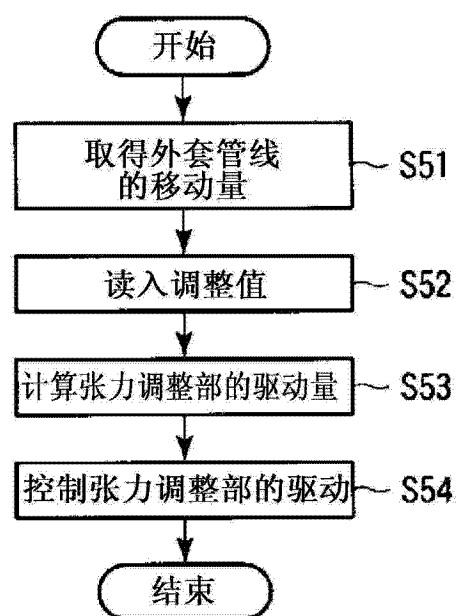 开始
取得外套管线
的移动量
S51
读入调整值
S52
计算张力调整部的驱动量
S53
控制张力调整部的驱动
S54
结束